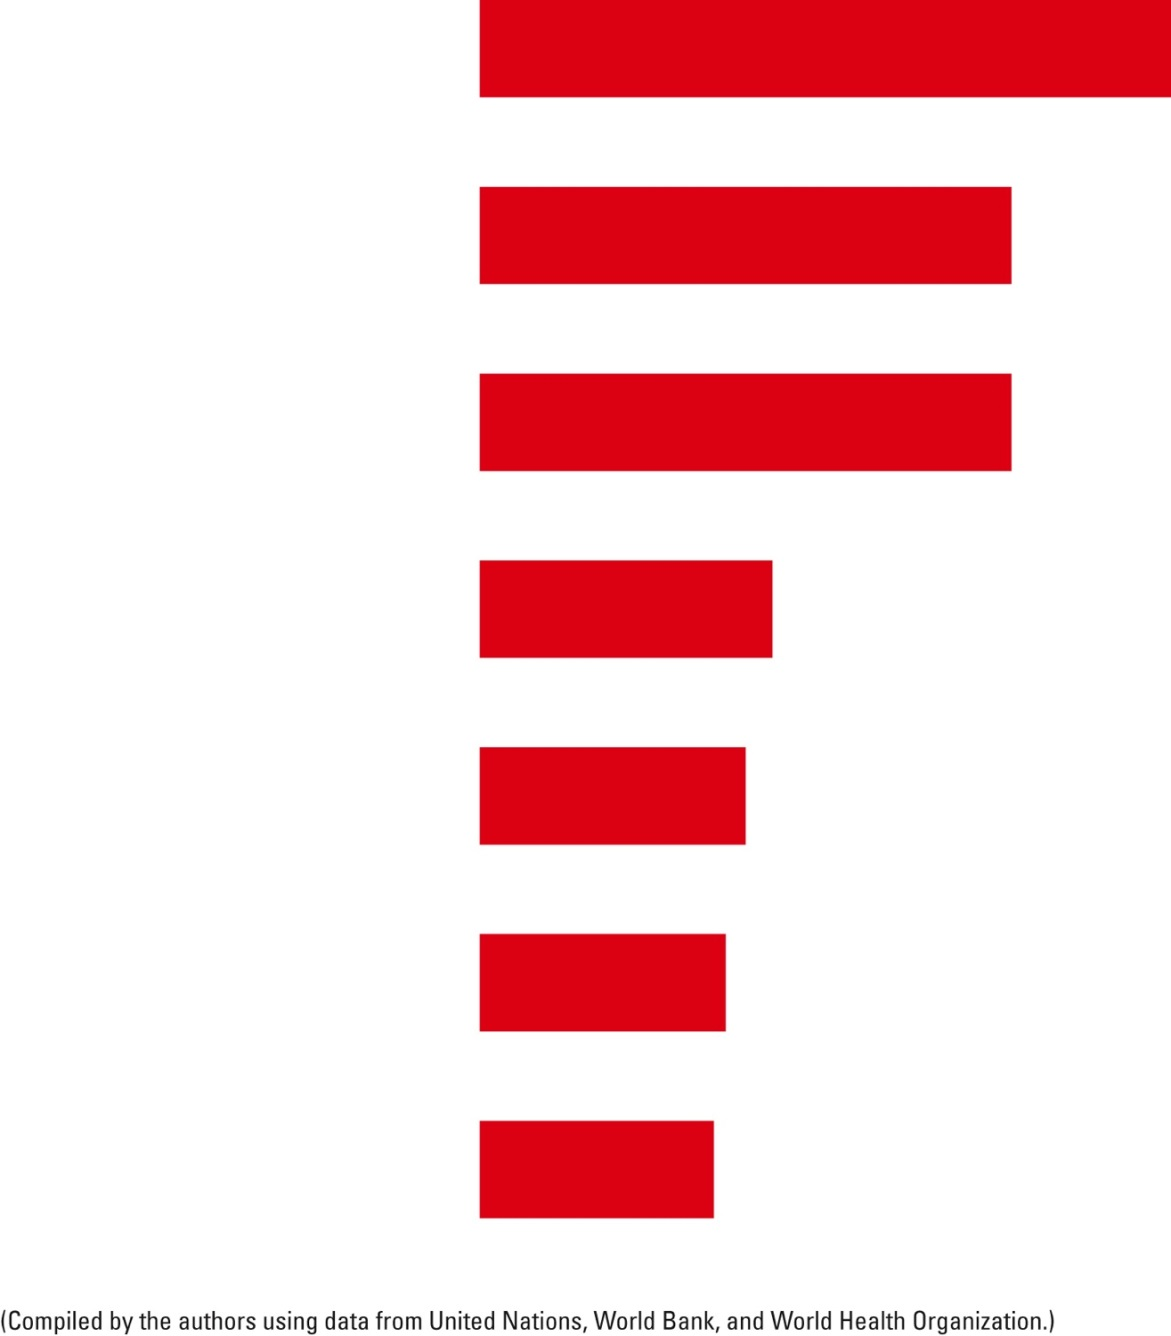 (Compiled by the authors using data from United Nations, World Bank, and World Health Organization.)